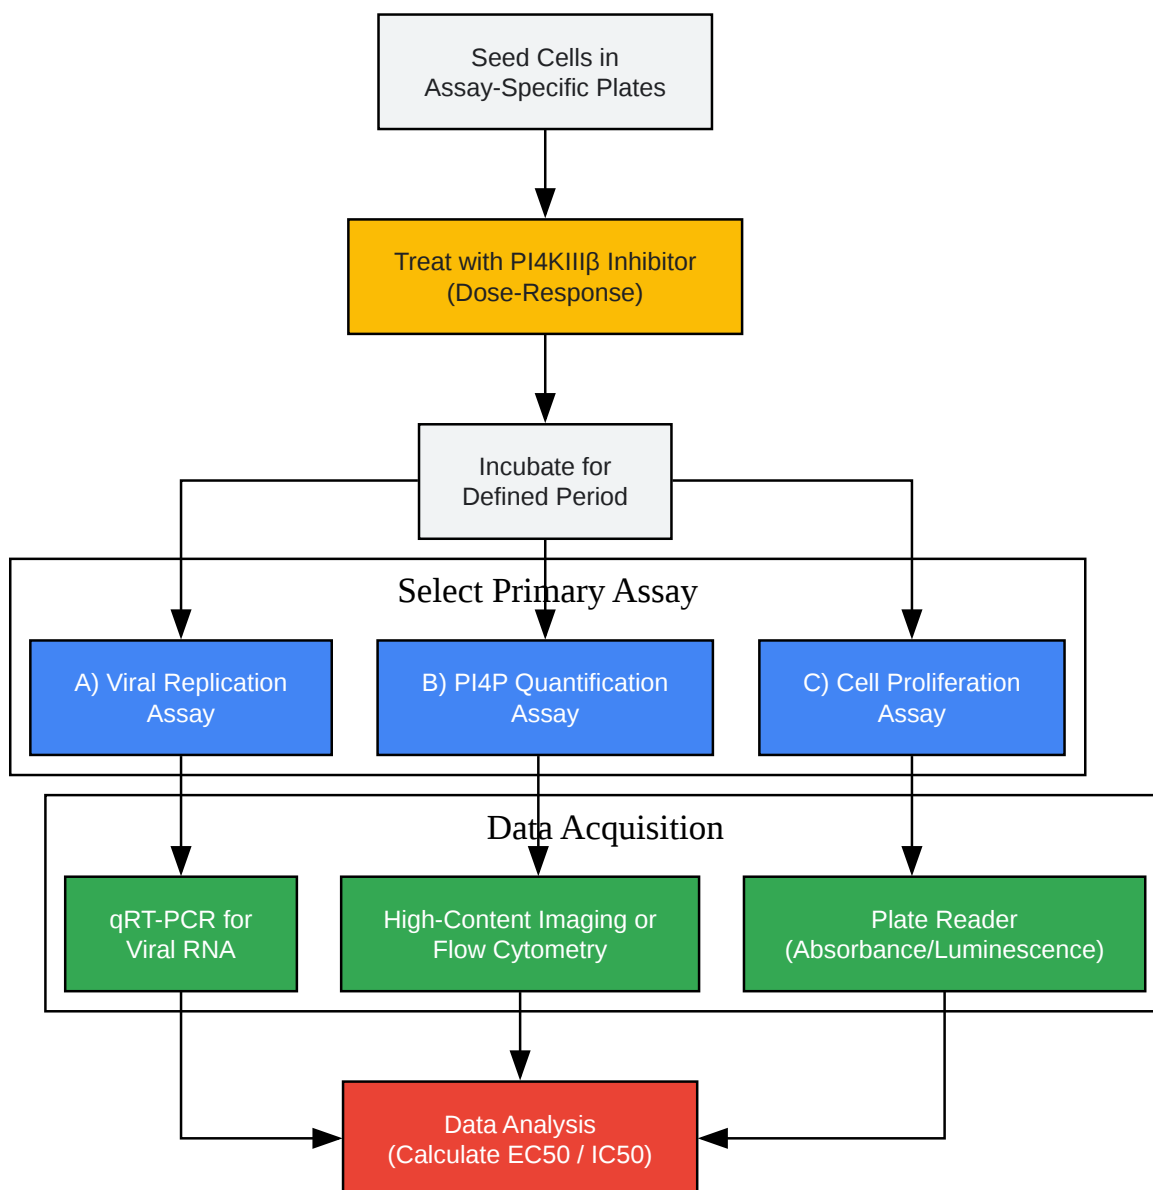 Seed Cells in
Assay-Specific Plates
Treat with PI4KIIIβ Inhibitor
(Dose-Response)
Incubate for
Defined Period
Select Primary Assay
A) Viral Replication
Assay
B) PI4P Quantification
Assay
C) Cell Proliferation
Assay
Data Acquisition
qRT-PCR for
Viral RNA
High-Content Imaging or
Flow Cytometry
Plate Reader
(Absorbance/Luminescence)
Data Analysis
(Calculate EC50 / IC50)